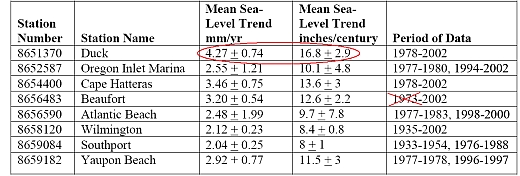 Station Number Station Name Mean Sea-Level Trend mm/yr Mean Sea-Level Trend inches/century Period of Data
8651370 Duck 4.27 ± 0.74 16.8 ± 2.9 1978-2002
8652587 Oregon Inlet Marina 2.55 ± 1.21 10.1 ± 4.8 1977-1980, 1994-2002
8654400 Cape Hatteras 3.46 ± 0.75 13.6 ± 3 1978-2002
8656483 Beaufort 3.20 ± 0.54 12.6 ± 2.2 1973-2002
8656590 Atlantic Beach 2.48 ± 1.99 9.7 ± 7.8 1977-1983, 1998-2000
8658120 Wilmington 2.12 ± 0.23 8.4 ± 0.8 1935-2002
8659084 Southport 2.04 ± 0.25 8 ± 1 1933-1954, 1976-1988
8659182 Yaupon Beach 2.92 ± 0.77 11.5 ± 3 1977-1978, 1996-1997